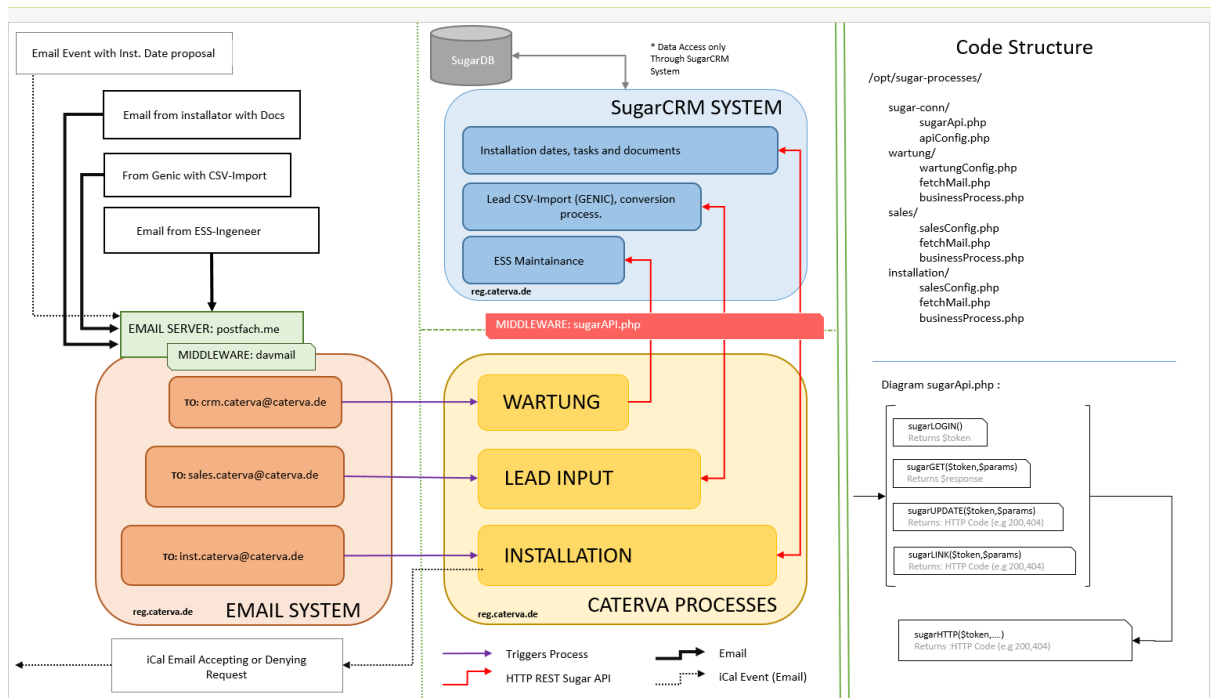 Email Event with Inst. Date proposal
Email from installator with Docs
From Genic with CSV-Import
Email from ESS-Ingeneer
EMAIL SERVER: postfach.me
MIDDLEWARE: davmail
TO: crm.caterva@caterva.de
TO: sales.caterva@caterva.de
TO: inst.caterva@caterva.de
reg.caterva.de
EMAIL SYSTEM
iCal Email Accepting or Denying
Request
SugarDB
* Data Access only
Through SugarCRM
System
SugarCRM SYSTEM
Installation dates, tasks and documents
Lead CSV-Import (GENIC), conversion
process.
ESS Maintainance
reg.caterva.de
MIDDLEWARE: sugarAPI.php
WARTUNG
LEAD INPUT
INSTALLATION
reg.caterva.de
CATERVA PROCESSES
Triggers Process
HTTP REST Sugar API
Email
iCal Event (Email)
Code Structure
/opt/sugar-processes/
sugar-conn/
sugarApi.php
apiConfig.php
wartung/
wartungConfig.php
fetchMail.php
businessProcess.php
sales/
salesConfig.php
fetchMail.php
businessProcess.php
installation/
salesConfig.php
fetchMail.php
businessProcess.php
Diagram sugarApi.php :
sugarLOGIN()
Returns $token
sugarGET($token,$params)
Returns $response
sugarUPDATE($token,$params)
Returns: HTTP Code (e.g 200,404)
sugarLINK($token,$params)
Returns: HTTP Code (e.g 200,404)
sugarHTTP($token,....)
Returns :HTTP Code (e.g 200,404)